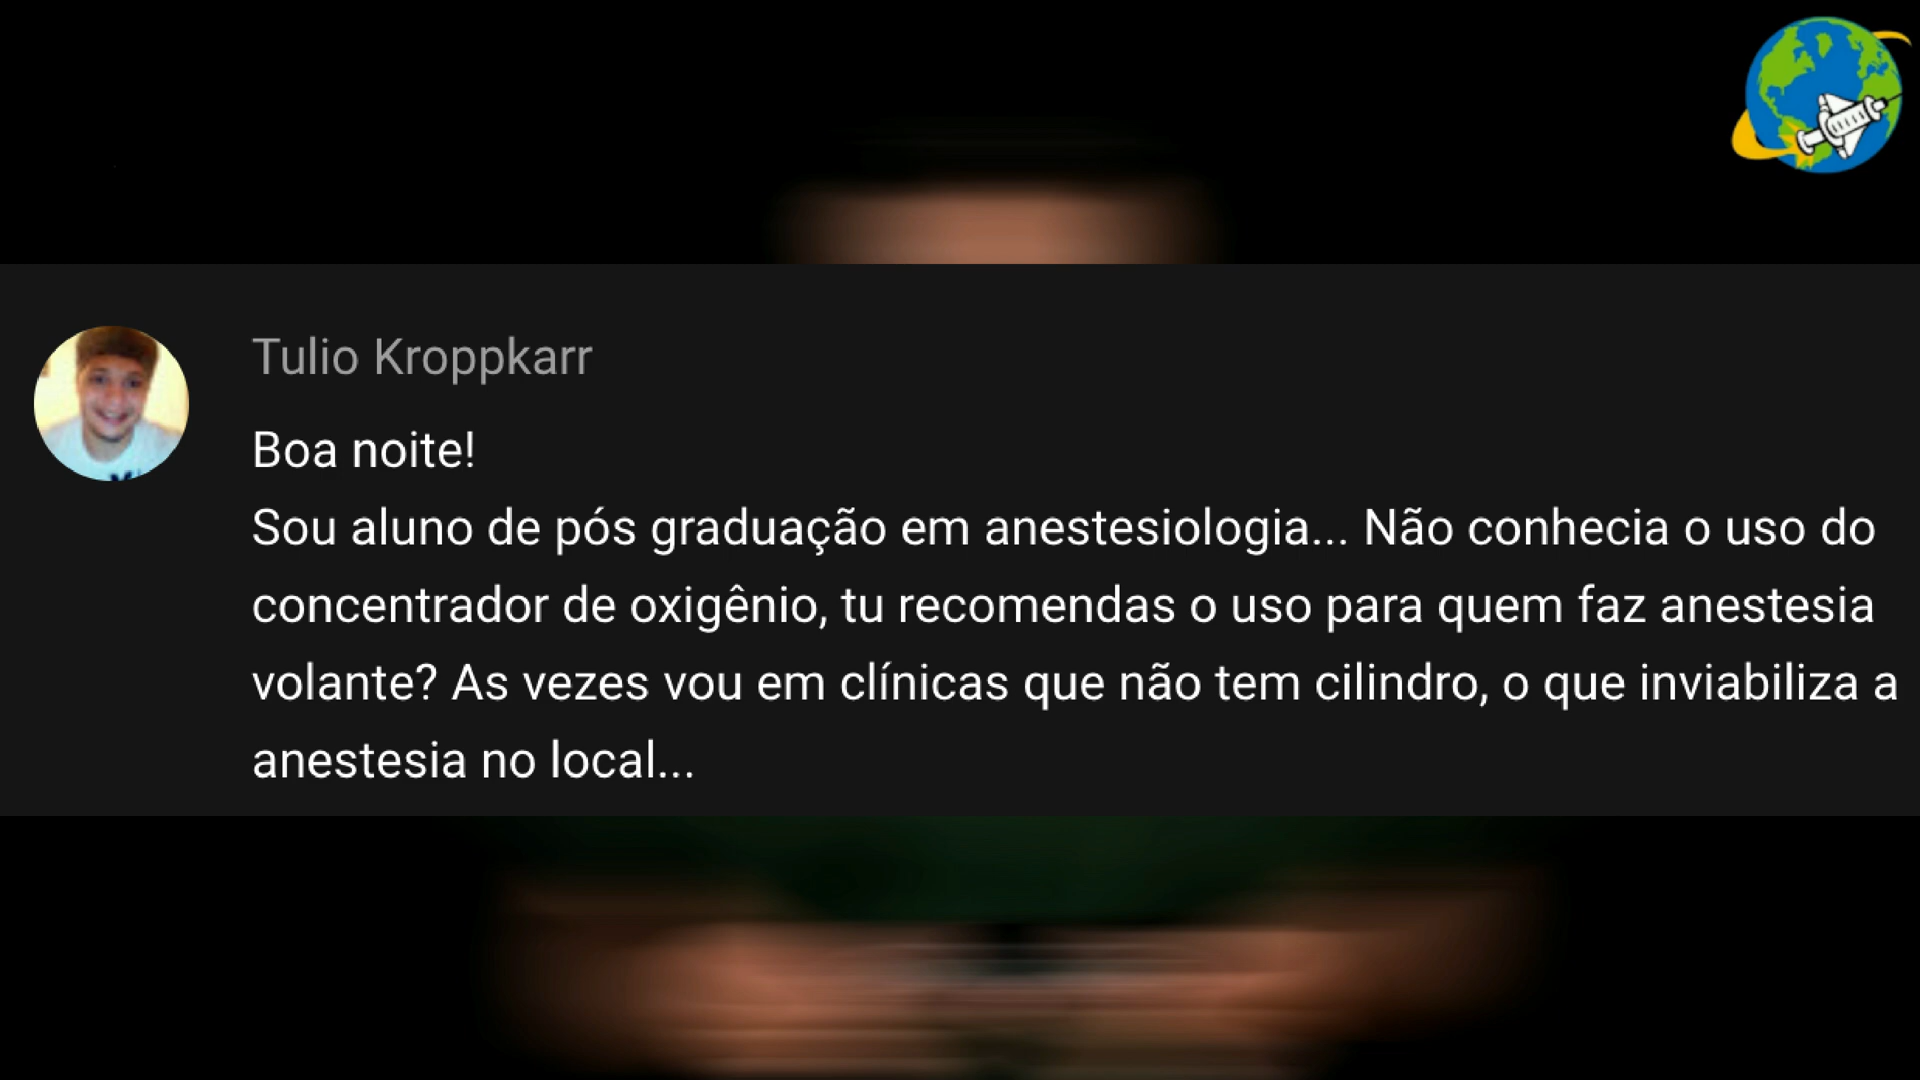 Tulio Kroppkarr
Boa noite!
Sou aluno de pós graduação em anestesiologia... Não conhecia o uso do
concentrador de oxigênio, tu recomendas o uso para quem faz anestesia
volante? As vezes vou em clínicas que não tem cilindro, o que inviabiliza a
anestesia no local...